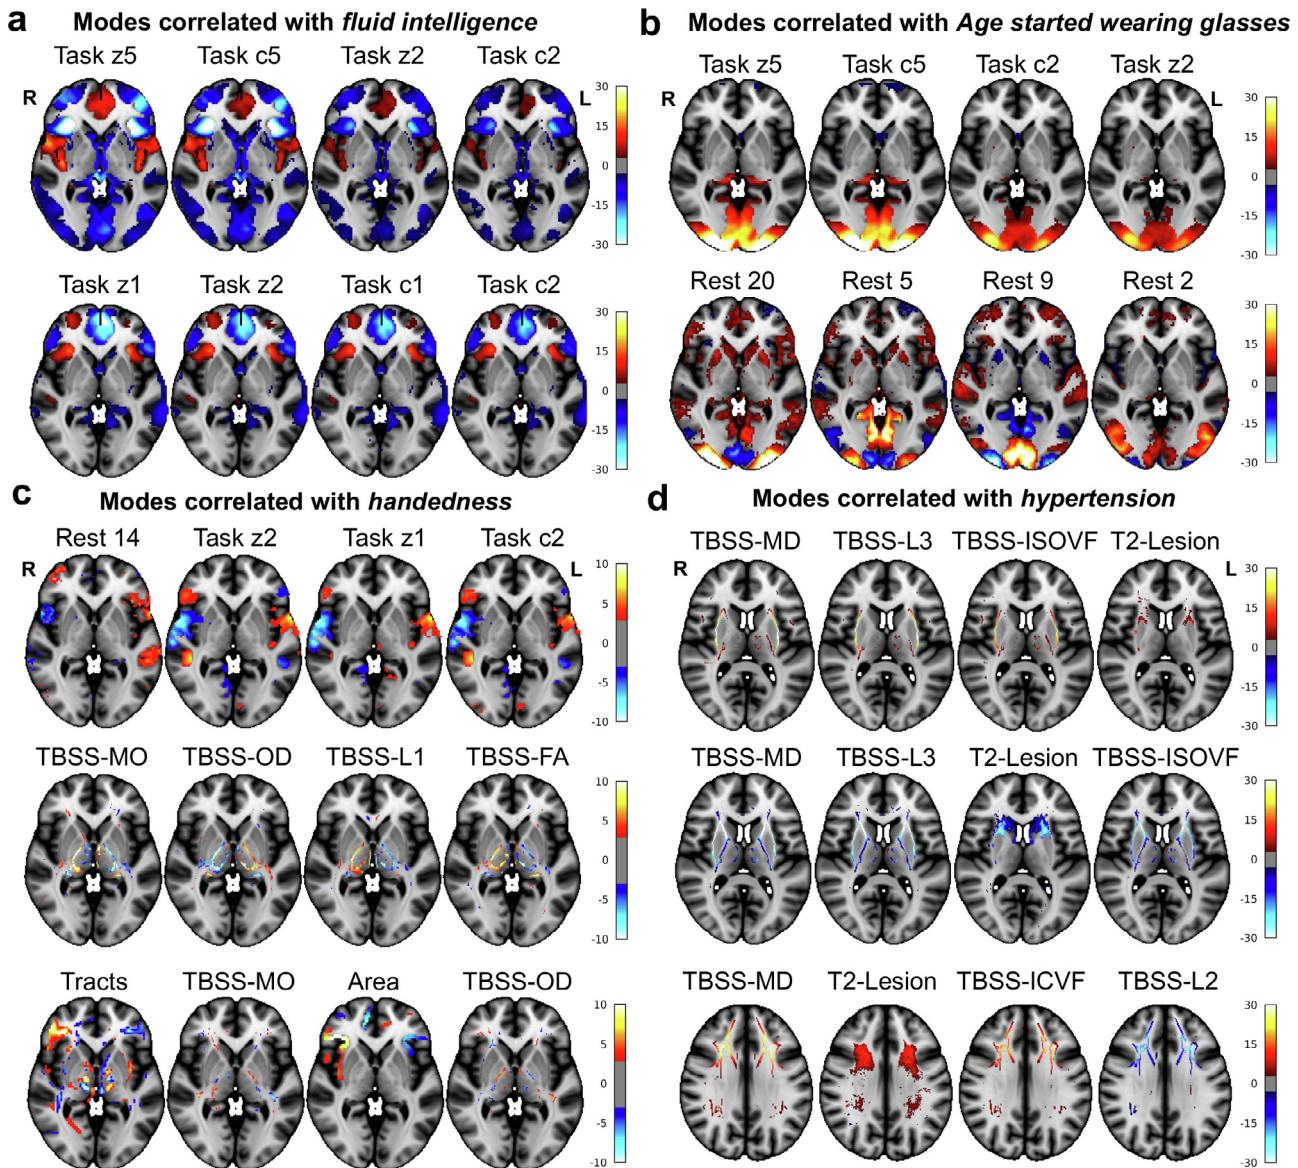 a Modes correlated with fluid intelligence
Task z5 Task c5 Task z2 Task c2
R L
30
15
0
-15
-30
Task z1 Task z2 Task c1 Task c2
30
15
0
-15
-30
b Modes correlated with Age started wearing glasses
Task z5 Task c5 Task c2 Task z2
R L
30
15
0
-15
-30
Rest 20 Rest 5 Rest 9 Rest 2
30
15
0
-15
-30
c Modes correlated with handedness
Rest 14 Task z2 Task z1 Task c2
R L
10
5
0
-5
-10
TBSS-MO TBSS-OD TBSS-L1 TBSS-FA
10
5
0
-5
-10
Tracts TBSS-MO Area TBSS-OD
10
5
0
-5
-10
d Modes correlated with hypertension
TBSS-MD TBSS-L3 TBSS-ISOVF T2-Lesion
R L
30
15
0
-15
-30
TBSS-MD TBSS-L3 T2-Lesion TBSS-ISOVF
30
15
0
-15
-30
TBSS-MD T2-Lesion TBSS-ICVF TBSS-L2
30
15
0
-15
-30